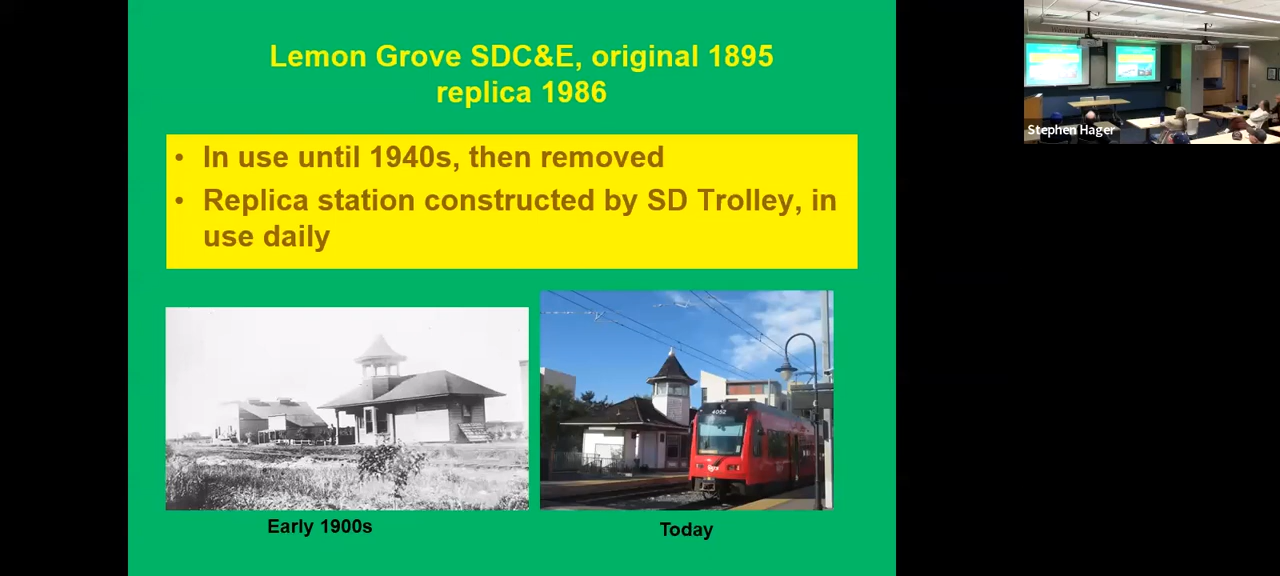 Lemon Grove SDC&E, original 1895
replica 1986
• In use until 1940s, then removed
• Replica station constructed by SD Trolley, in
use daily
4052
Early 1900s
Today
Stephen Hager